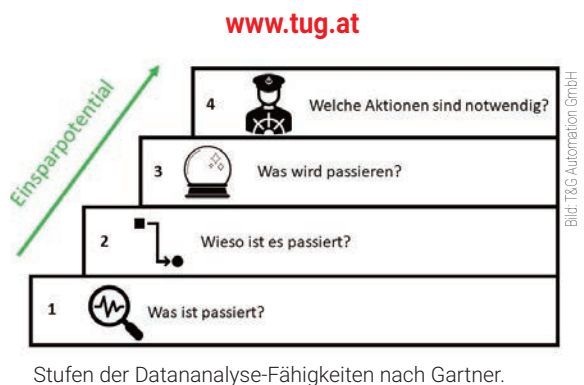 www.tug.at
Einsparpotential
4 Welche Aktionen sind notwendig?
3 Was wird passieren?
2 Wieso ist es passiert?
1 Was ist passiert?
Bild: T&G Automation GmbH
Stufen der Datananalyse-Fähigkeiten nach Gartner.